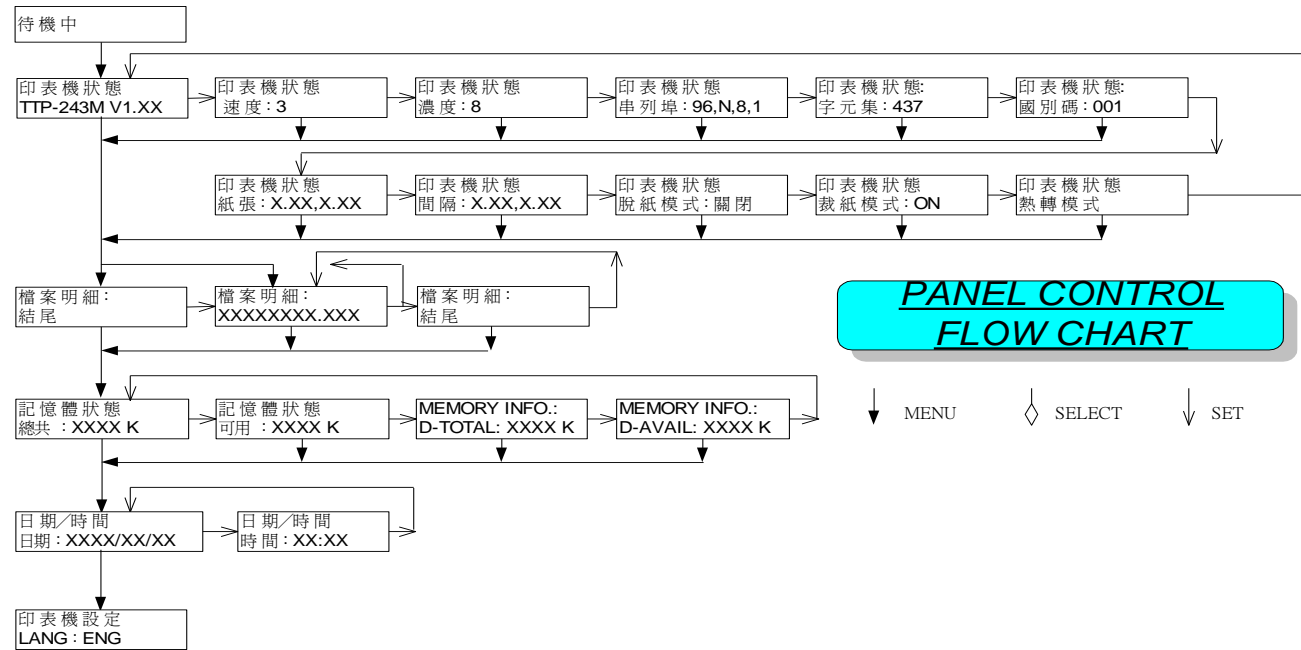 待機中
印表機狀態
TTP-243M V1.XX
印表機狀態
速度：3
印表機狀態
濃度：8
印表機狀態
串列埠：96,N,8,1
印表機狀態:
字元集：437
印表機狀態:
國別碼：001
印表機狀態
紙張：X.XX,X.XX
印表機狀態
間隔：X.XX,X.XX
印表機狀態
脫紙模式：關閉
印表機狀態
裁紙模式：ON
印表機狀態
熱轉模式
檔案明細：
結尾
檔案明細：
XXXXXXXX.XXX
檔案明細：
結尾
PANEL CONTROL
FLOW CHART
記憶體狀態
總共 ：XXXX K
記憶體狀態
可用 ：XXXX K
MEMORY INFO.:
D-TOTAL: XXXX K
MEMORY INFO.:
D-AVAIL: XXXX K
MENU
SELECT
SET
日期／時間
日期：XXXX/XX/XX
日期／時間
時間：XX:XX
印表機設定
LANG：ENG